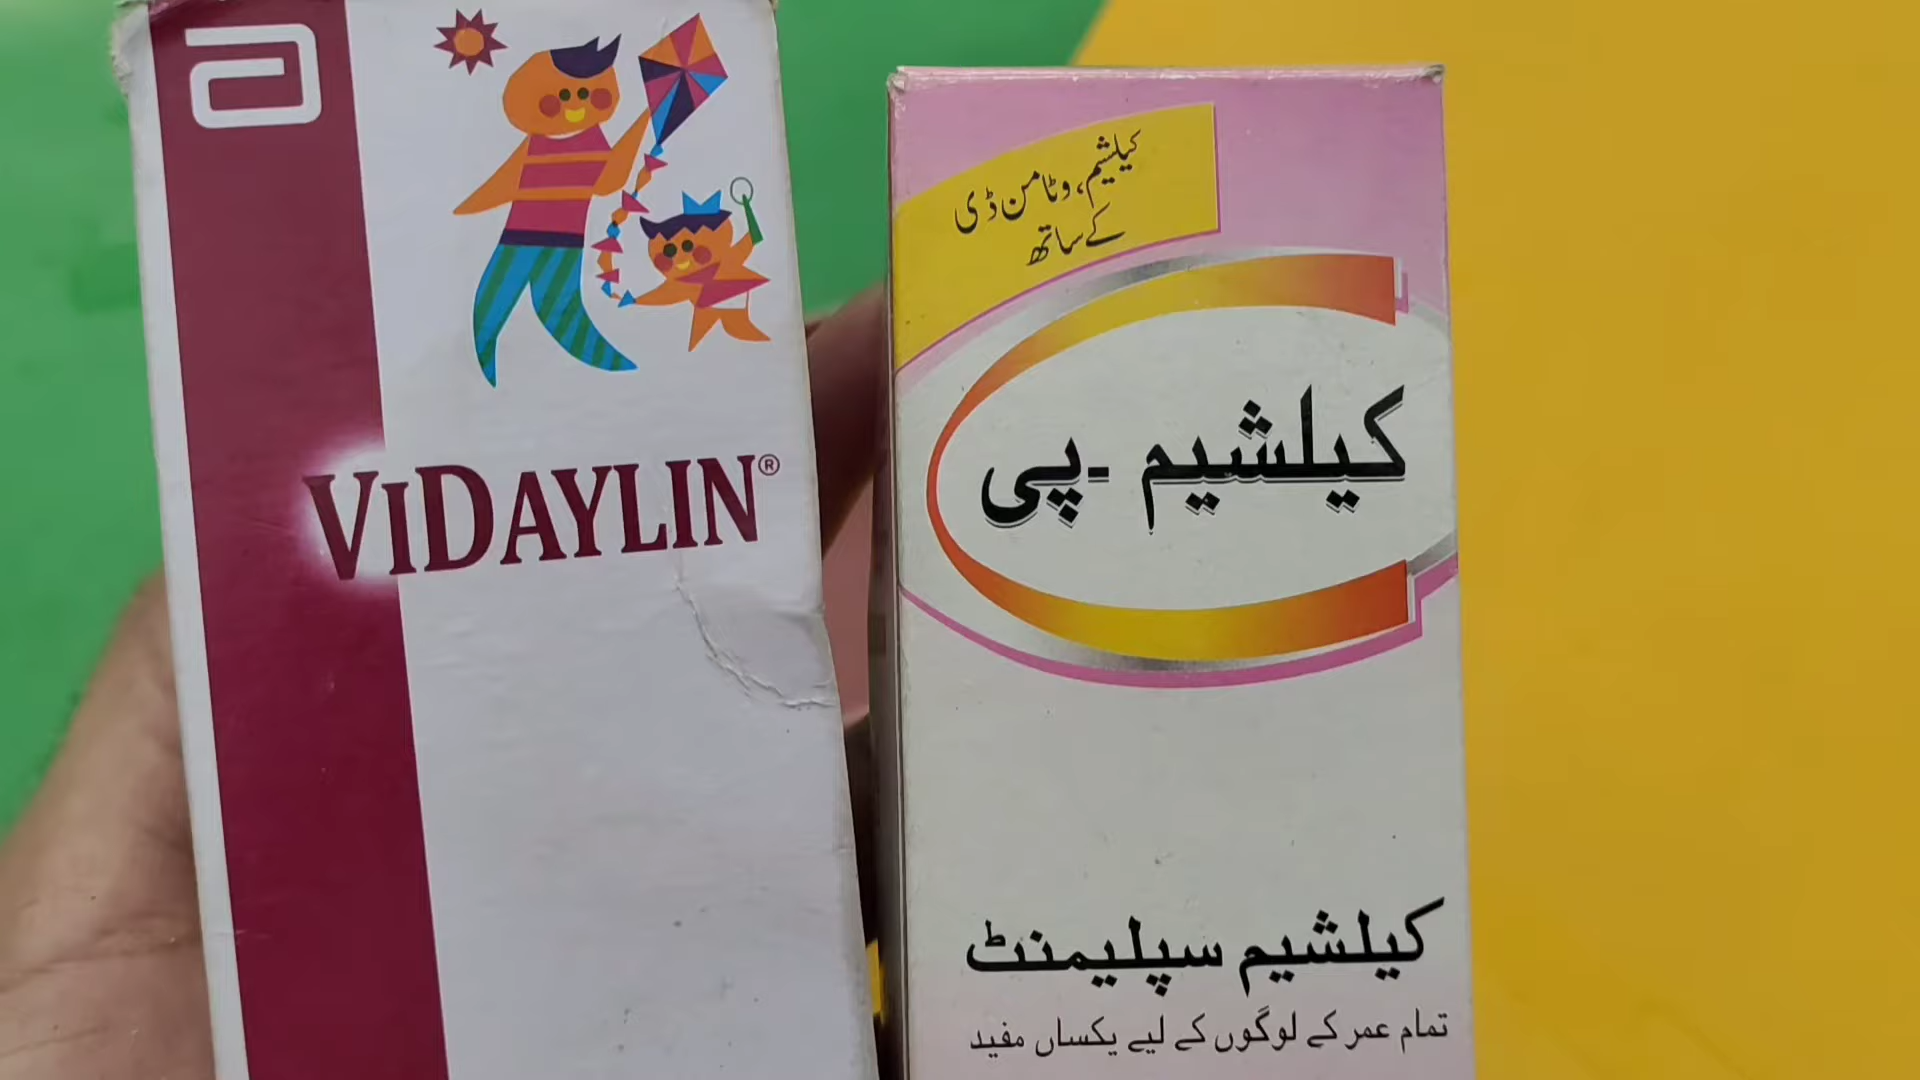 VIDAYLIN®
کیلشیم، وٹامن ڈی
کے ساتھ
کیلشیم - پی
کیلشیم سپلیمنٹ
تمام عمر کے لوگوں کے لیے یکساں مفید